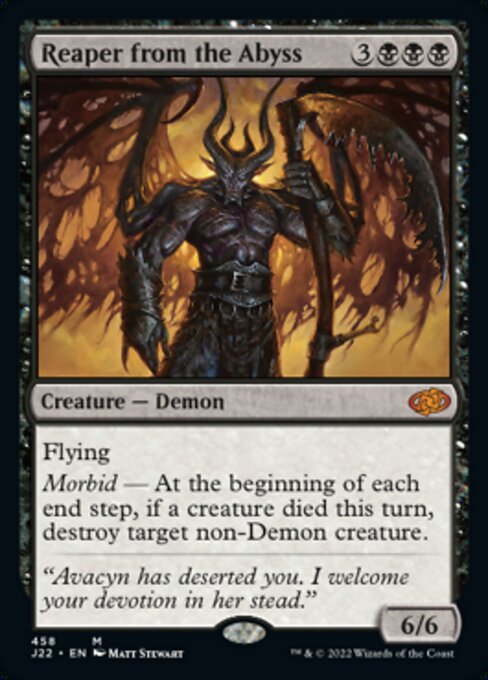 Reaper from the Abyss 3
Creature — Demon
Flying
Morbid — At the beginning of each
end step, if a creature died this turn,
destroy target non-Demon creature.
“Avacyn has deserted you. I welcome
your devotion in her stead.”
6/6
458 M
J22 • EN Matt Stewart
™ & © 2022 Wizards of the Coast